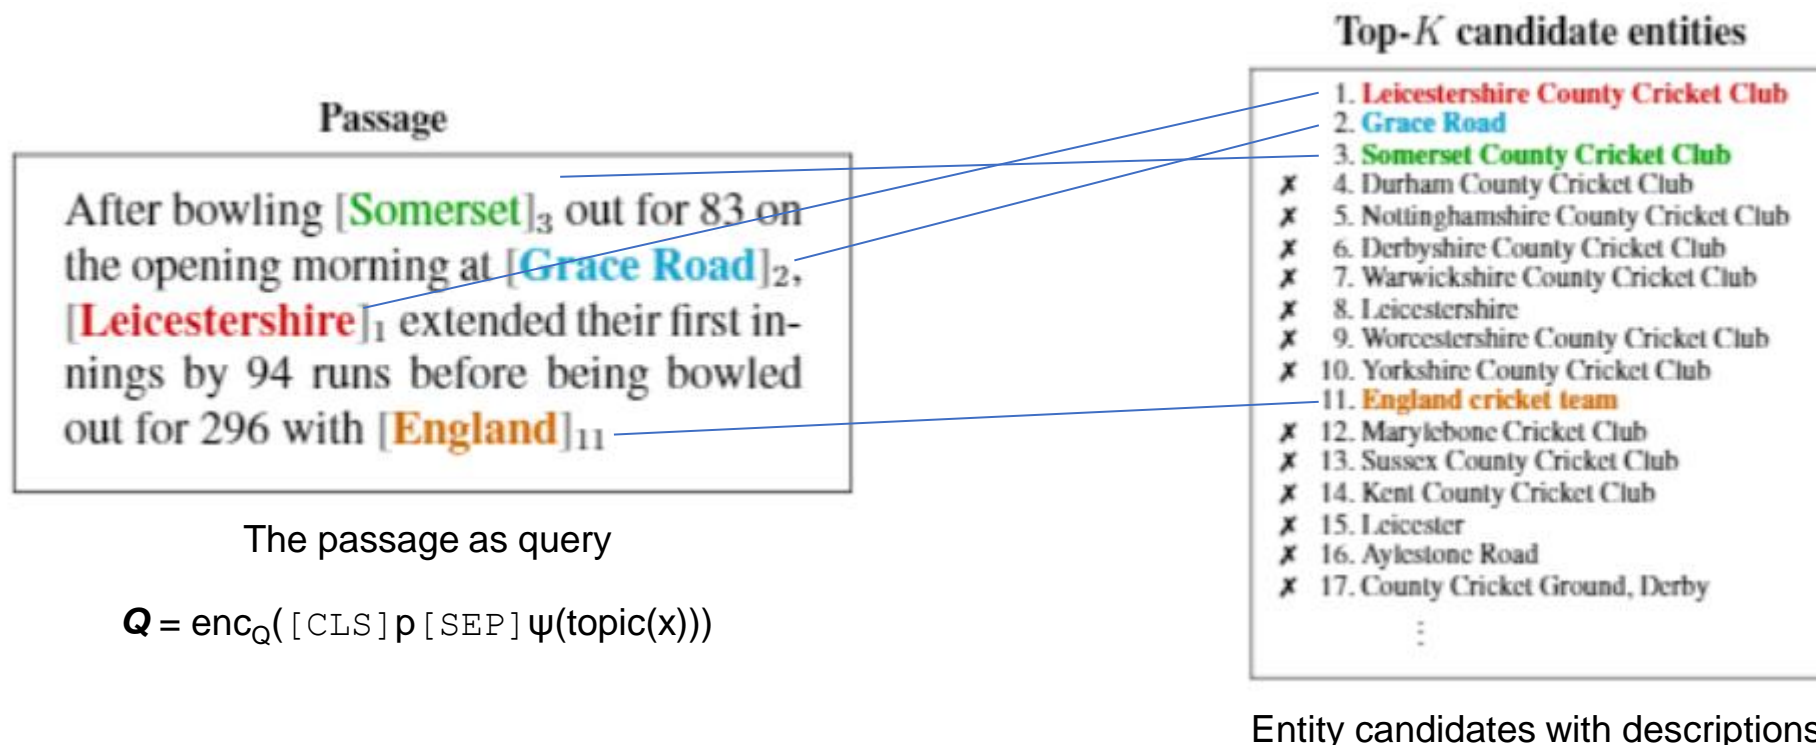 Passage
After bowling [Somerset]3 out for 83 on
the opening morning at [Grace Road]2,
[Leicestershire]1 extended their first in-
nings by 94 runs before being bowled
out for 296 with [England]11
The passage as query
Q = encQ([CLS]p[SEP]ψ(topic(x)))
Top-K candidate entities
1. Leicestershire County Cricket Club
2. Grace Road
3. Somerset County Cricket Club
✗ 4. Durham County Cricket Club
✗ 5. Nottinghamshire County Cricket Club
✗ 6. Derbyshire County Cricket Club
✗ 7. Warwickshire County Cricket Club
✗ 8. Leicestershire
✗ 9. Worcestershire County Cricket Club
✗ 10. Yorkshire County Cricket Club
11. England cricket team
✗ 12. Marylebone Cricket Club
✗ 13. Sussex County Cricket Club
✗ 14. Kent County Cricket Club
✗ 15. Leicester
✗ 16. Aylestone Road
✗ 17. County Cricket Ground, Derby
⋮
Entity candidates with descriptions